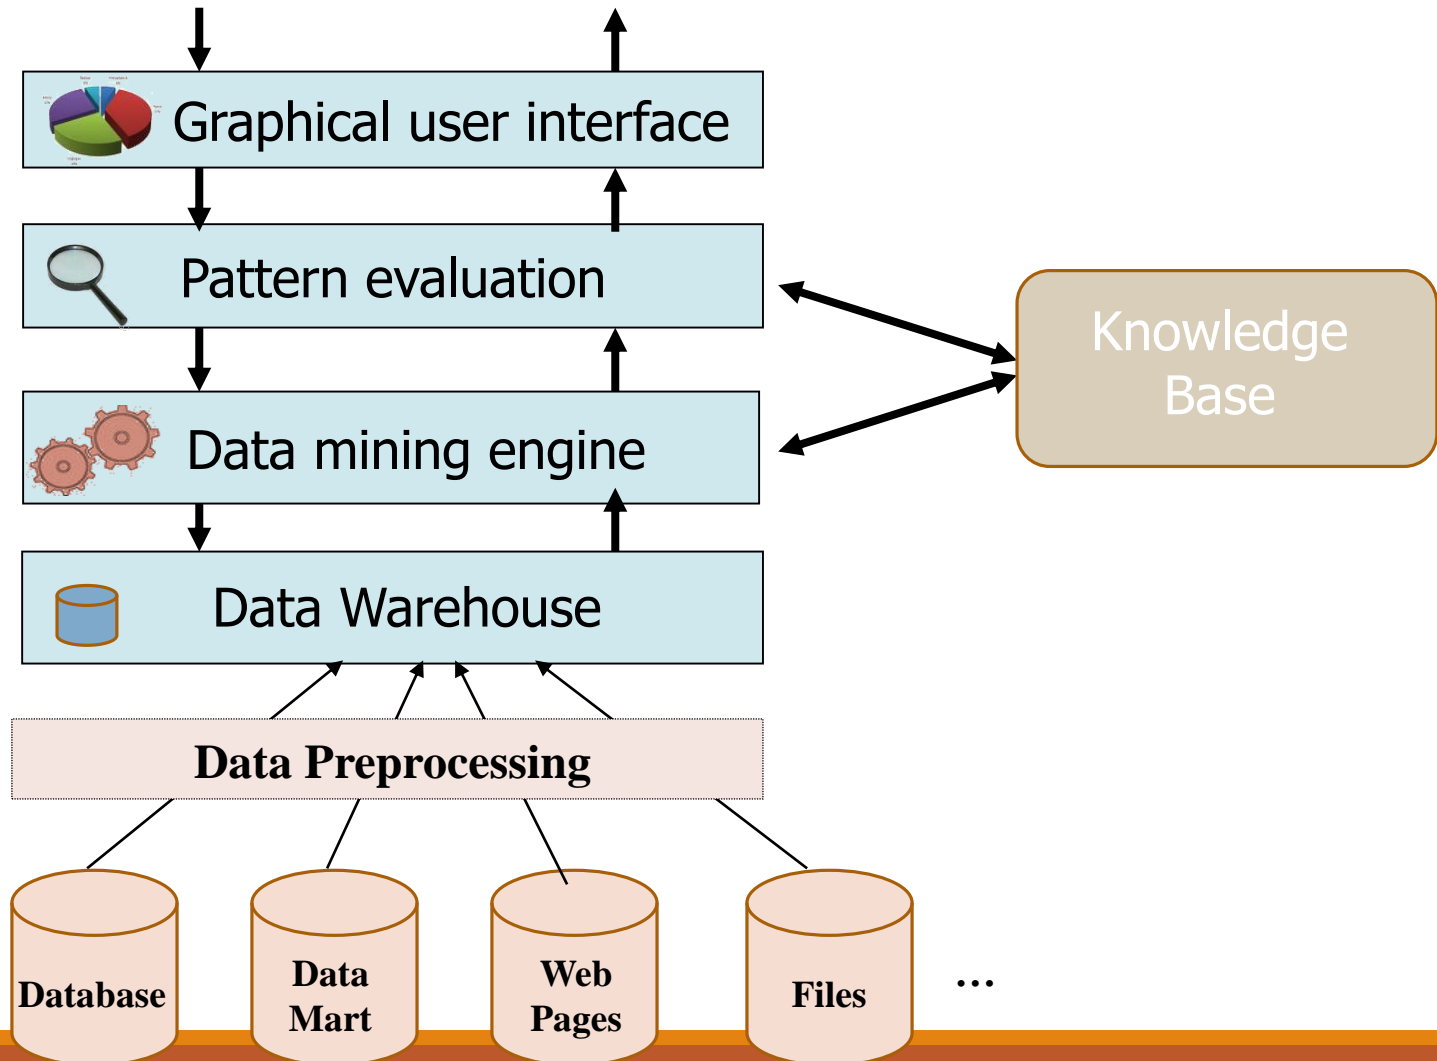 Graphical user interface
Pattern evaluation
Knowledge
Base
Data mining engine
Data Warehouse
Data Preprocessing
Database
Data
Mart
Web
Pages
Files
...